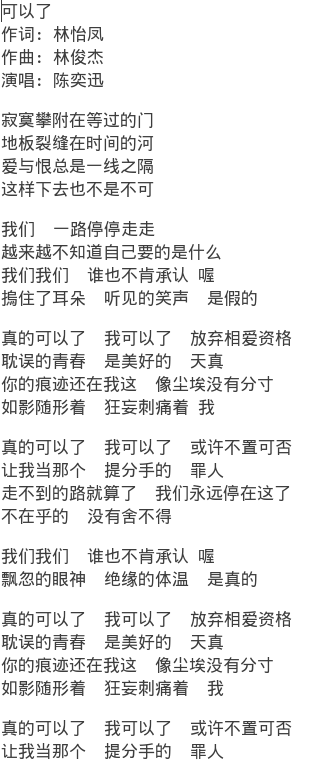 可以了
作词: 林怡凤
作曲: 林俊杰
演唱: 陈奕迅
寂寞攀附在等过的门
地板裂缝在时间的河
爱与恨总是一线之隔
这样下去也不是不可
我们 一路停停走走
越来越不知道自己要的是什么
我们我们 谁也不肯承认 喔
摀住了耳朵 听见的笑声 是假的
真的可以了 我可以了 放弃相爱资格
耽误的青春 是美好的 天真
你的痕迹还在我这 像尘埃没有分寸
如影随形着 狂妄刺痛着 我
真的可以了 我可以了 或许不置可否
让我当那个 提分手的 罪人
走不到的路就算了 我们永远停在这了
不在乎的 没有舍不得
我们我们 谁也不肯承认 喔
飘忽的眼神 绝缘的体温 是真的
真的可以了 我可以了 放弃相爱资格
耽误的青春 是美好的 天真
你的痕迹还在我这 像尘埃没有分寸
如影随形着 狂妄刺痛着 我
真的可以了 我可以了 或许不置可否
让我当那个 提分手的 罪人